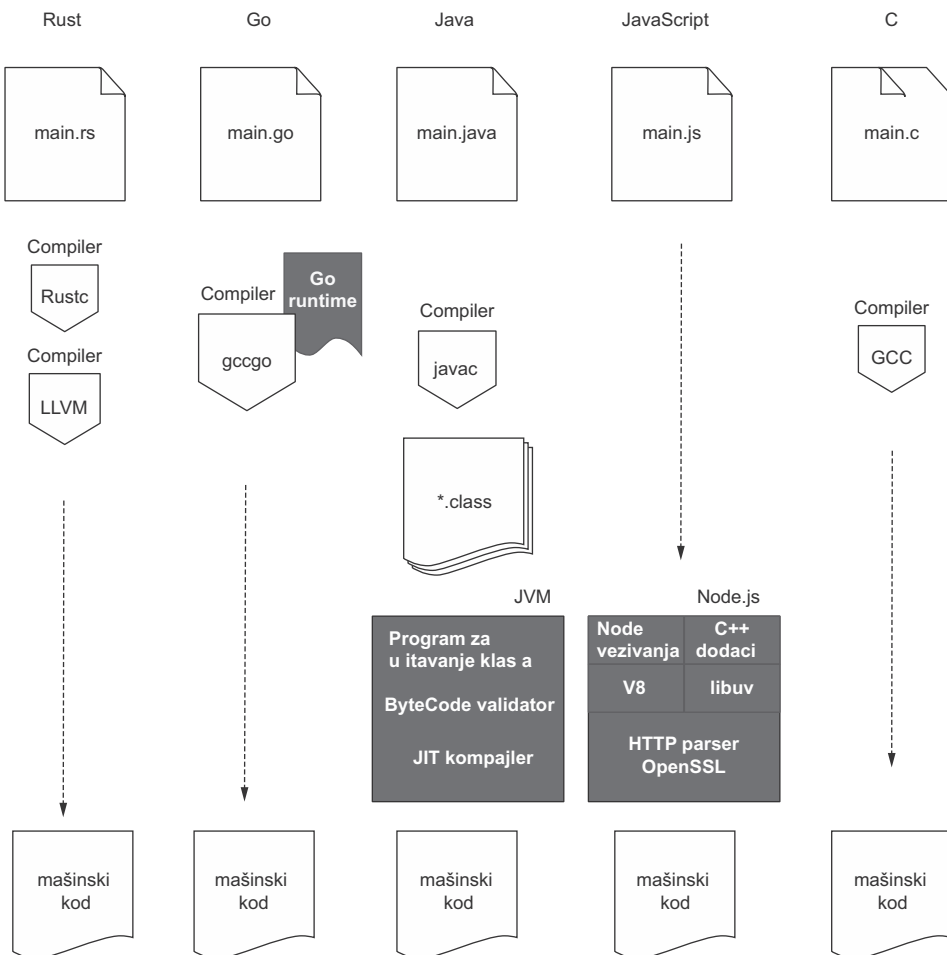 Rust
Go
Java
JavaScript
C
main.rs
main.go
main.java
main.js
main.c
Compiler
Rustc
Compiler
LLVM
Compiler
Go
runtime
gccgo
Compiler
javac
*.class
Compiler
GCC
JVM
Program za
u itavanje klas a
ByteCode validator
JIT kompajler
Node.js
Node
vezivanja
C++
dodaci
V8
libuv
HTTP parser
OpenSSL
mašinski
kod
mašinski
kod
mašinski
kod
mašinski
kod
mašinski
kod